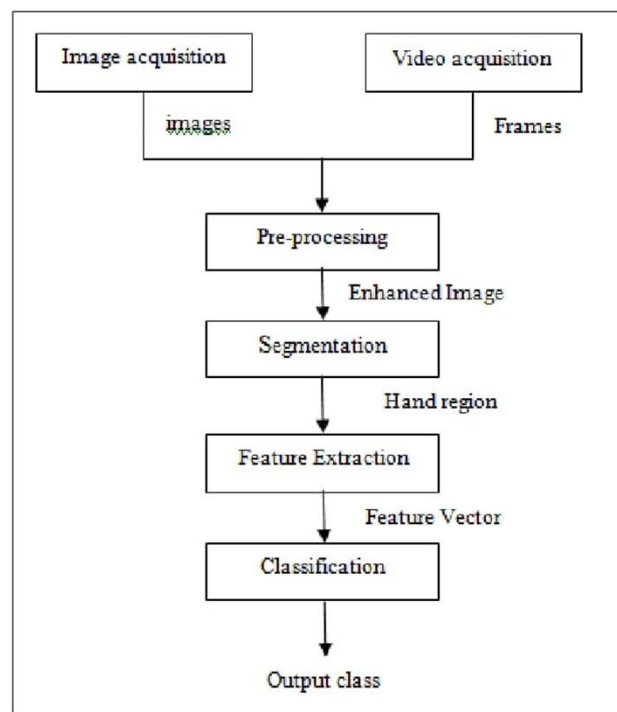 Image acquisition
Video acquisition
images
Frames
Pre-processing
Enhanced Image
Segmentation
Hand region
Feature Extraction
Feature Vector
Classification
Output class